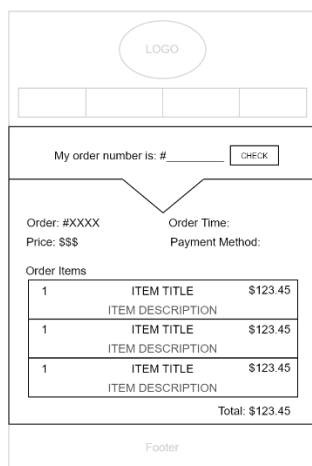 LOGO
My order number is: #_________ CHECK
Order: #XXXX Order Time:
Price: $$$ Payment Method:
Order Items
1 ITEM TITLE $123.45
ITEM DESCRIPTION
1 ITEM TITLE $123.45
ITEM DESCRIPTION
1 ITEM TITLE $123.45
ITEM DESCRIPTION
Total: $123.45
Footer